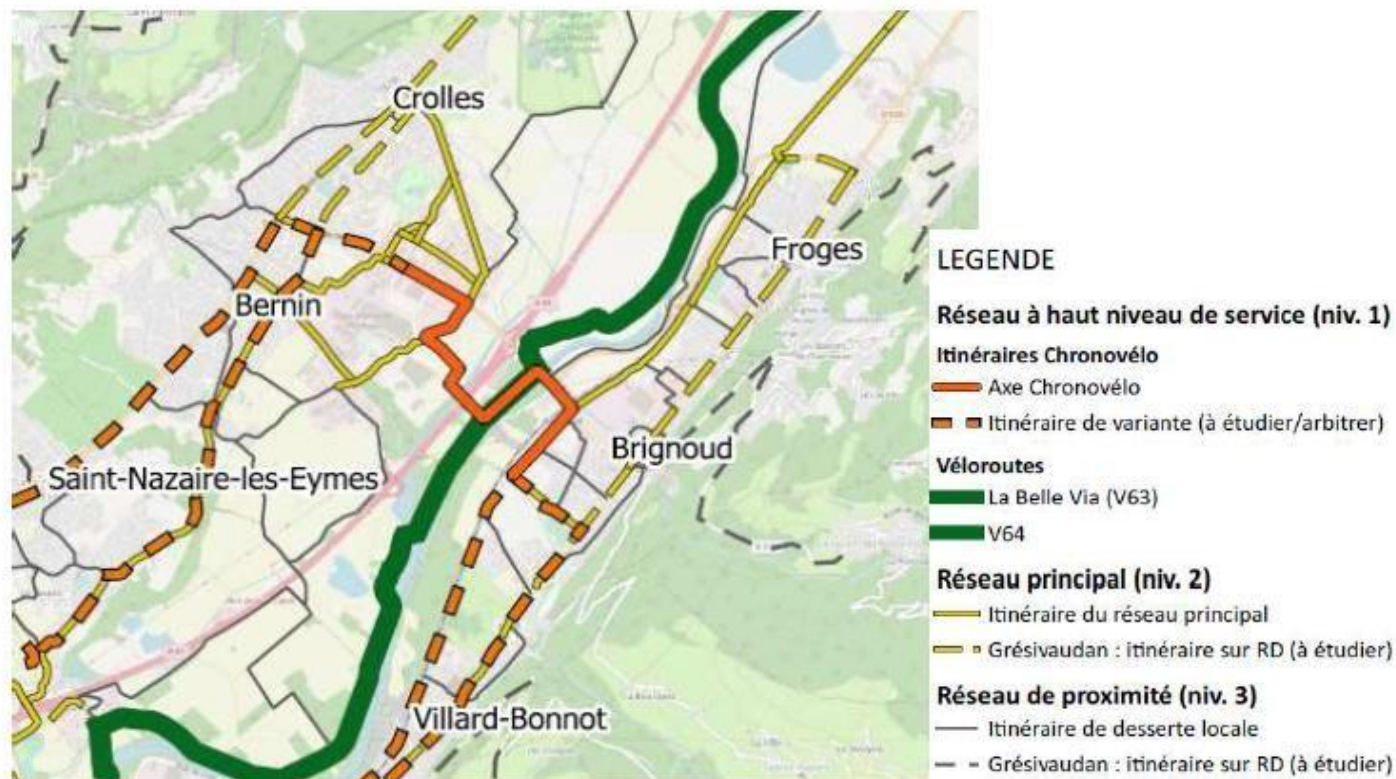 Crolles
Froges
Bernin
Brignoud
Saint-Nazaire-les-Eymes
Villard-Bonnot
LEGENDE
Réseau à haut niveau de service (niv. 1)
Itinéraires Chronovélo
Axe Chronovélo
Itinéraire de variante (à étudier/arbitrer)
Véloroutes
La Belle Via (V63)
V64
Réseau principal (niv. 2)
Itinéraire du réseau principal
Grésivaudan : itinéraire sur RD (à étudier)
Réseau de proximité (niv. 3)
Itinéraire de desserte locale
Grésivaudan : itinéraire sur RD (à étudier)